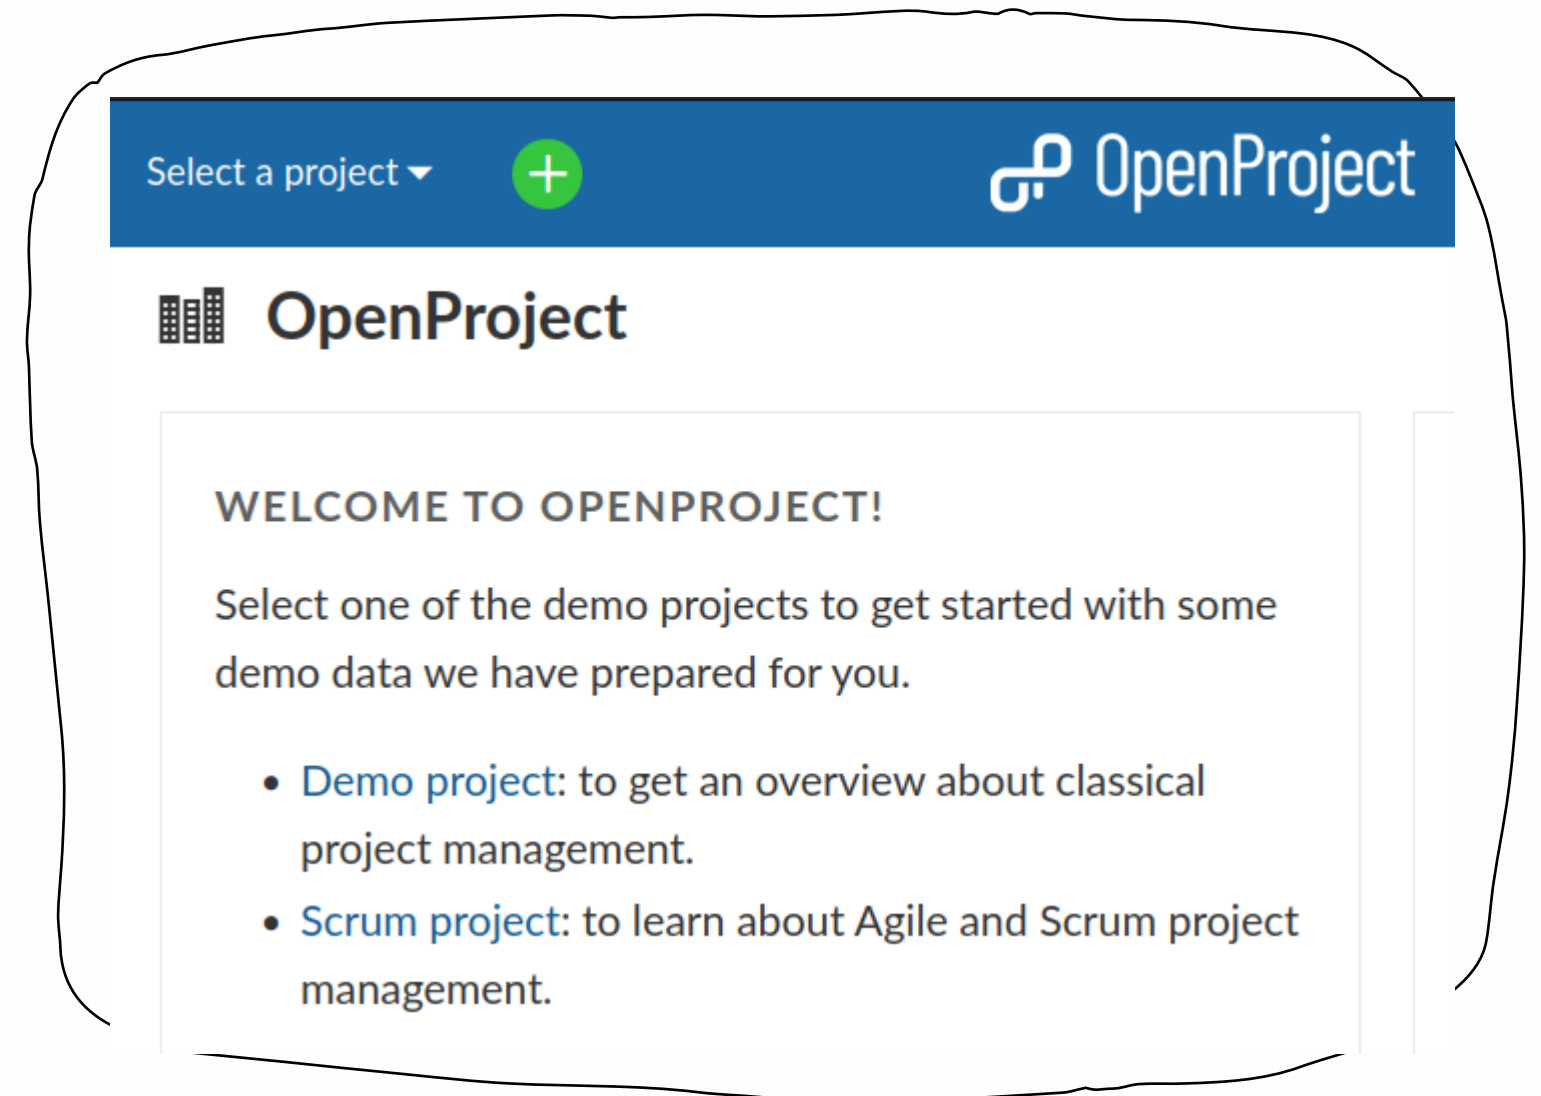 Select a project
OpenProject
OpenProject
WELCOME TO OPENPROJECT!
Select one of the demo projects to get started with some
demo data we have prepared for you.
• Demo project: to get an overview about classical
project management.
• Scrum project: to learn about Agile and Scrum project
management.